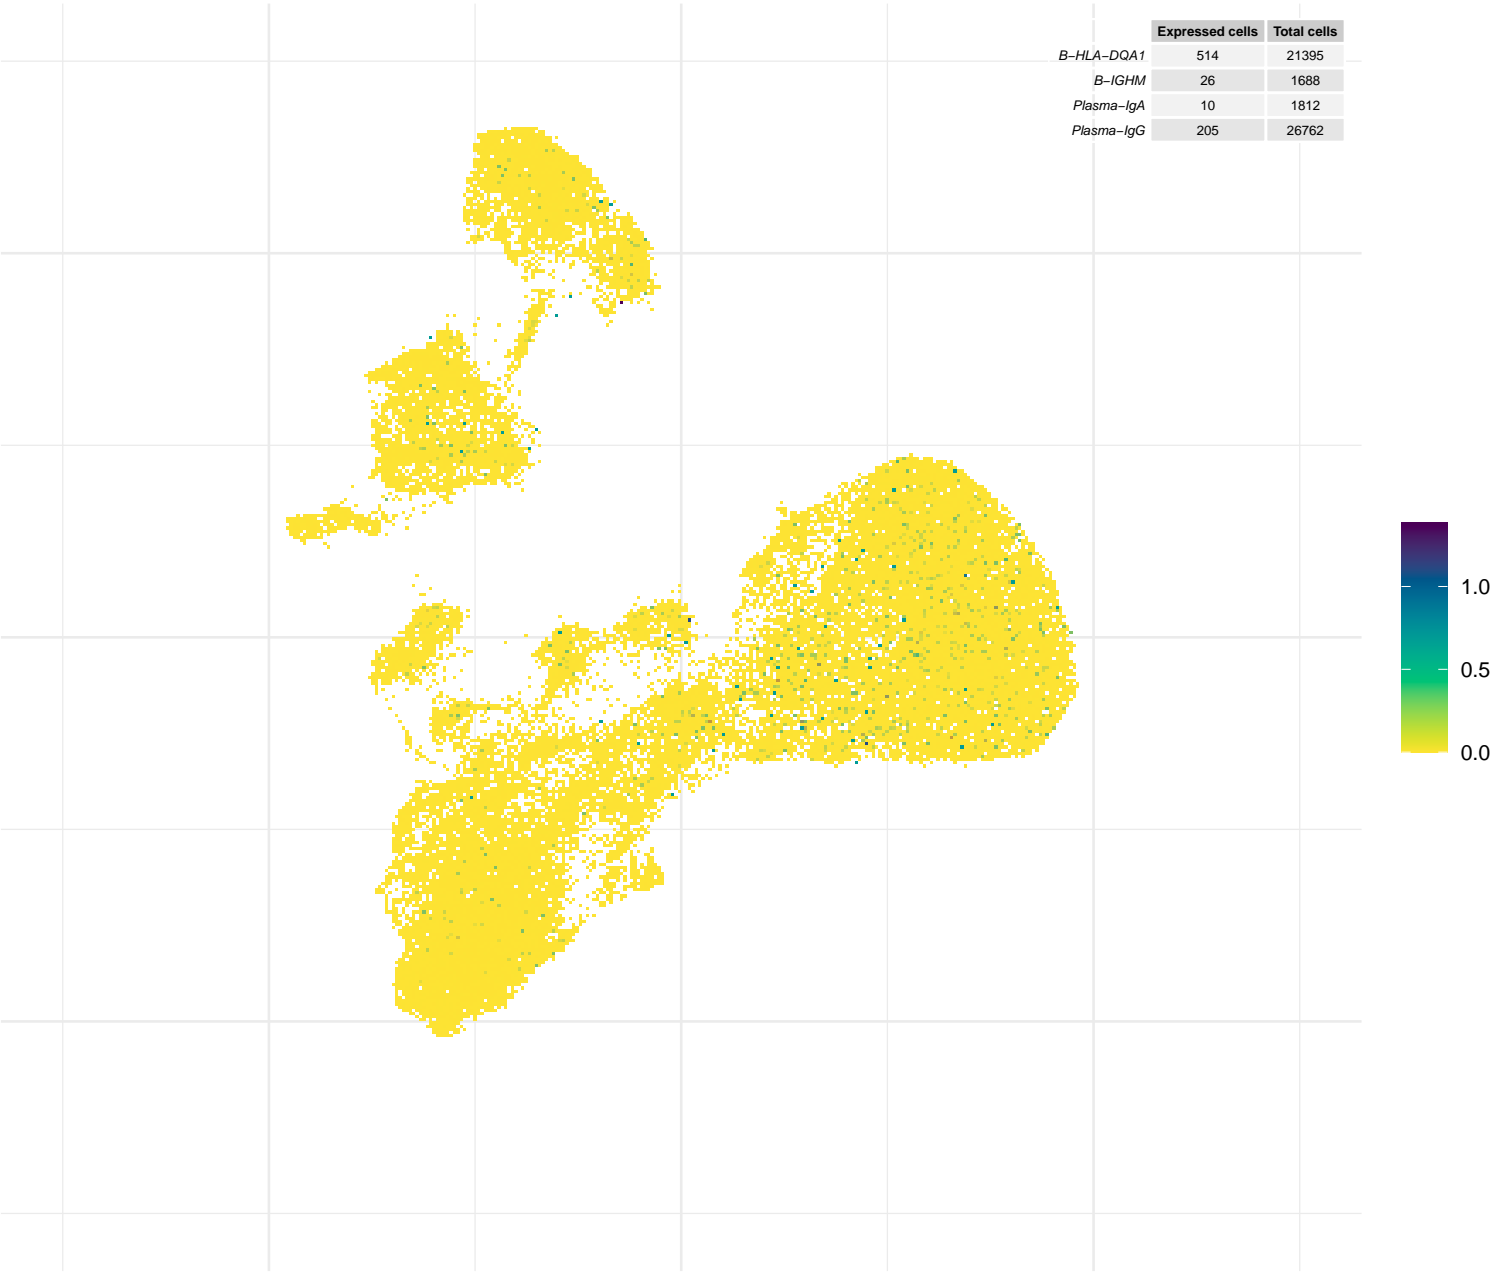 Expressed cells Total cells
B−HLA−DQA1 514 21395
B−IGHM 26 1688
Plasma−IgA 10 1812
Plasma−IgG 205 26762
1.0
0.5
0.0